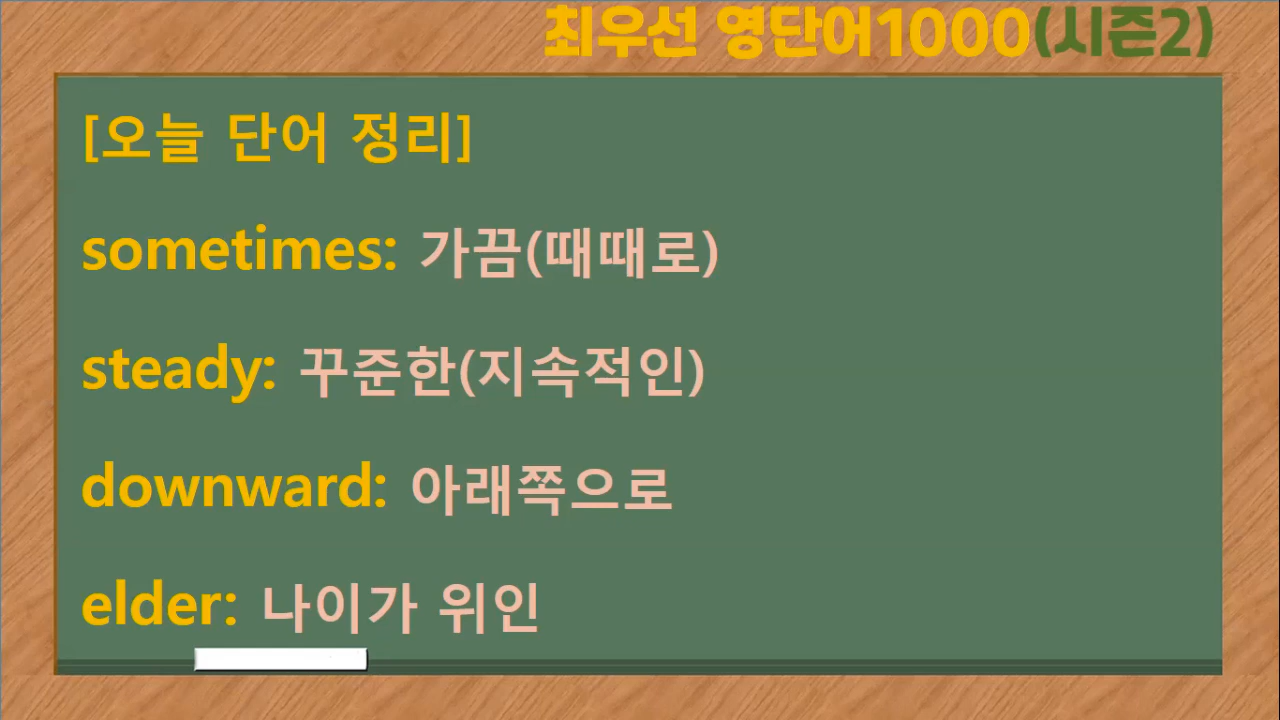 최우선 영단어1000(시즌2)
[오늘 단어 정리]
sometimes: 가끔(때때로)
steady: 꾸준한(지속적인)
downward: 아래쪽으로
elder: 나이가 위인